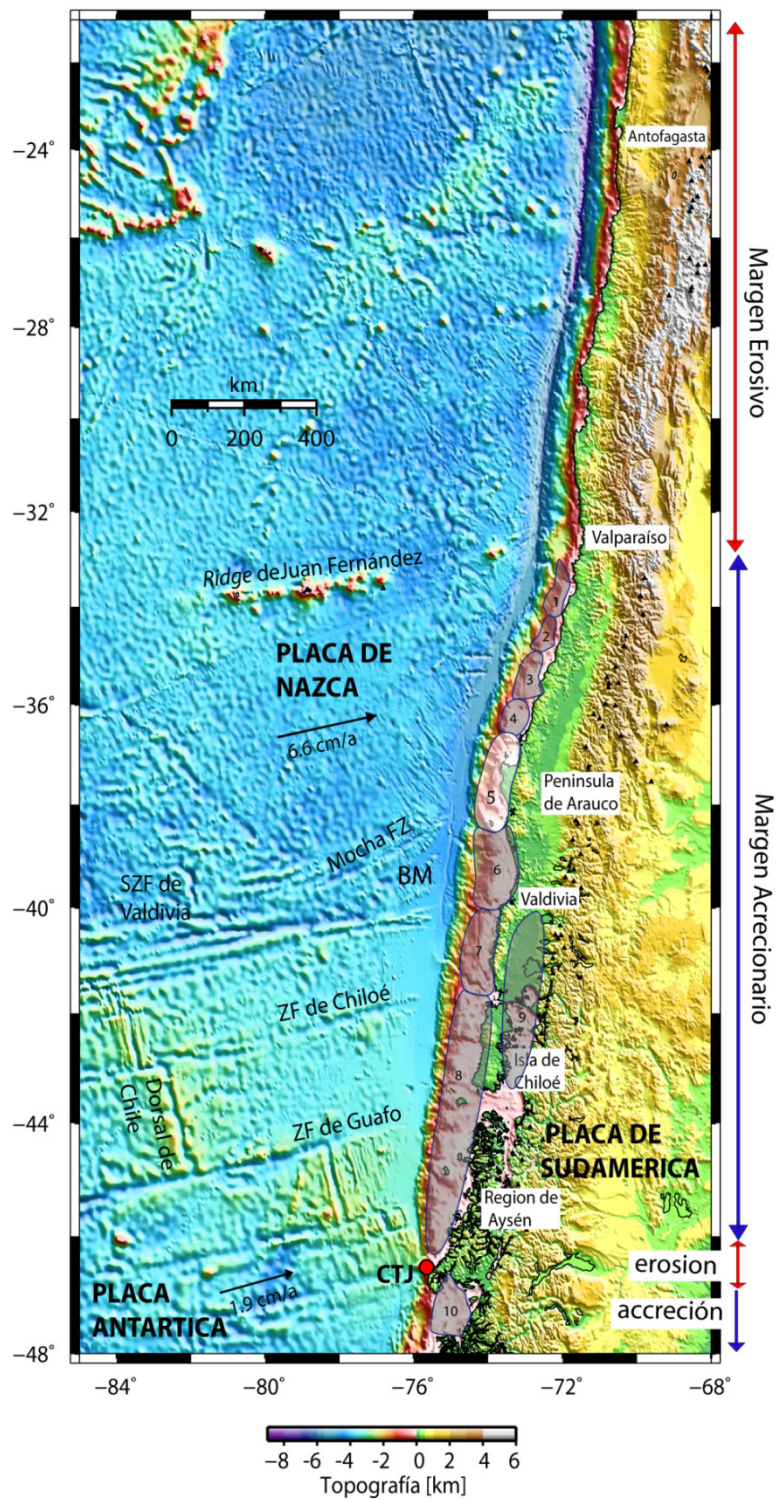 Antofagasta
−24°
Margen Erosivo
−28°
km
0 200 400
−32°
Valparaíso
Ridge deJuan Fernández
1
2
PLACA DE
NAZCA
3
4
−36°
6.6 cm/a
5
Peninsula
de Arauco
Mocha FZ
BM
6
SZF de
Valdivia
Valdivia
−40°
7
Margen Acrecionario
ZF de Chiloé
9
Isla de
Chiloé
8
Dorsal de
Chile
−44°
ZF de Guafo
PLACA DE
SUDAMERICA
Region de
Aysén
erosion
CTJ
1.9 cm/a
PLACA
ANTARTICA
10
accreción
−48°
−84° −80° −76° −72° −68°
−8 −6 −4 −2 0 2 4 6
Topografía [km]